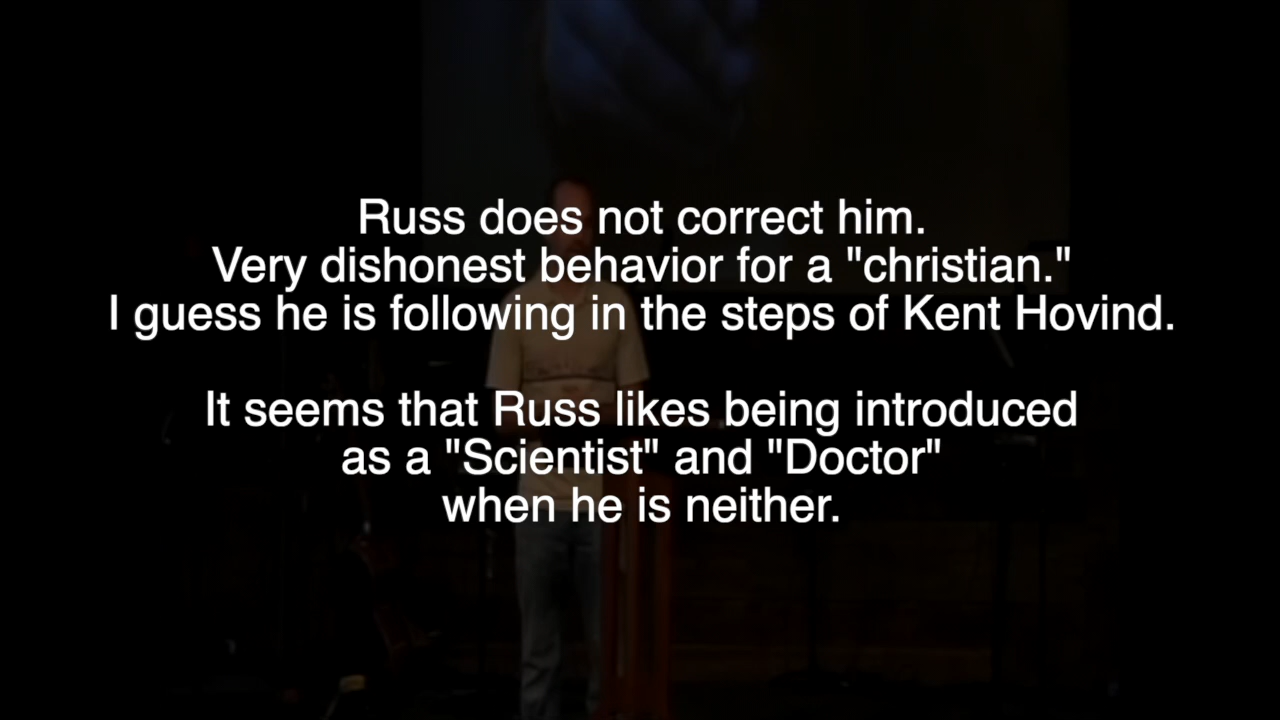 Russ does not correct him.
Very dishonest behavior for a "christian."
I guess he is following in the steps of Kent Hovind.
It seems that Russ likes being introduced
as a "Scientist" and "Doctor"
when he is neither.